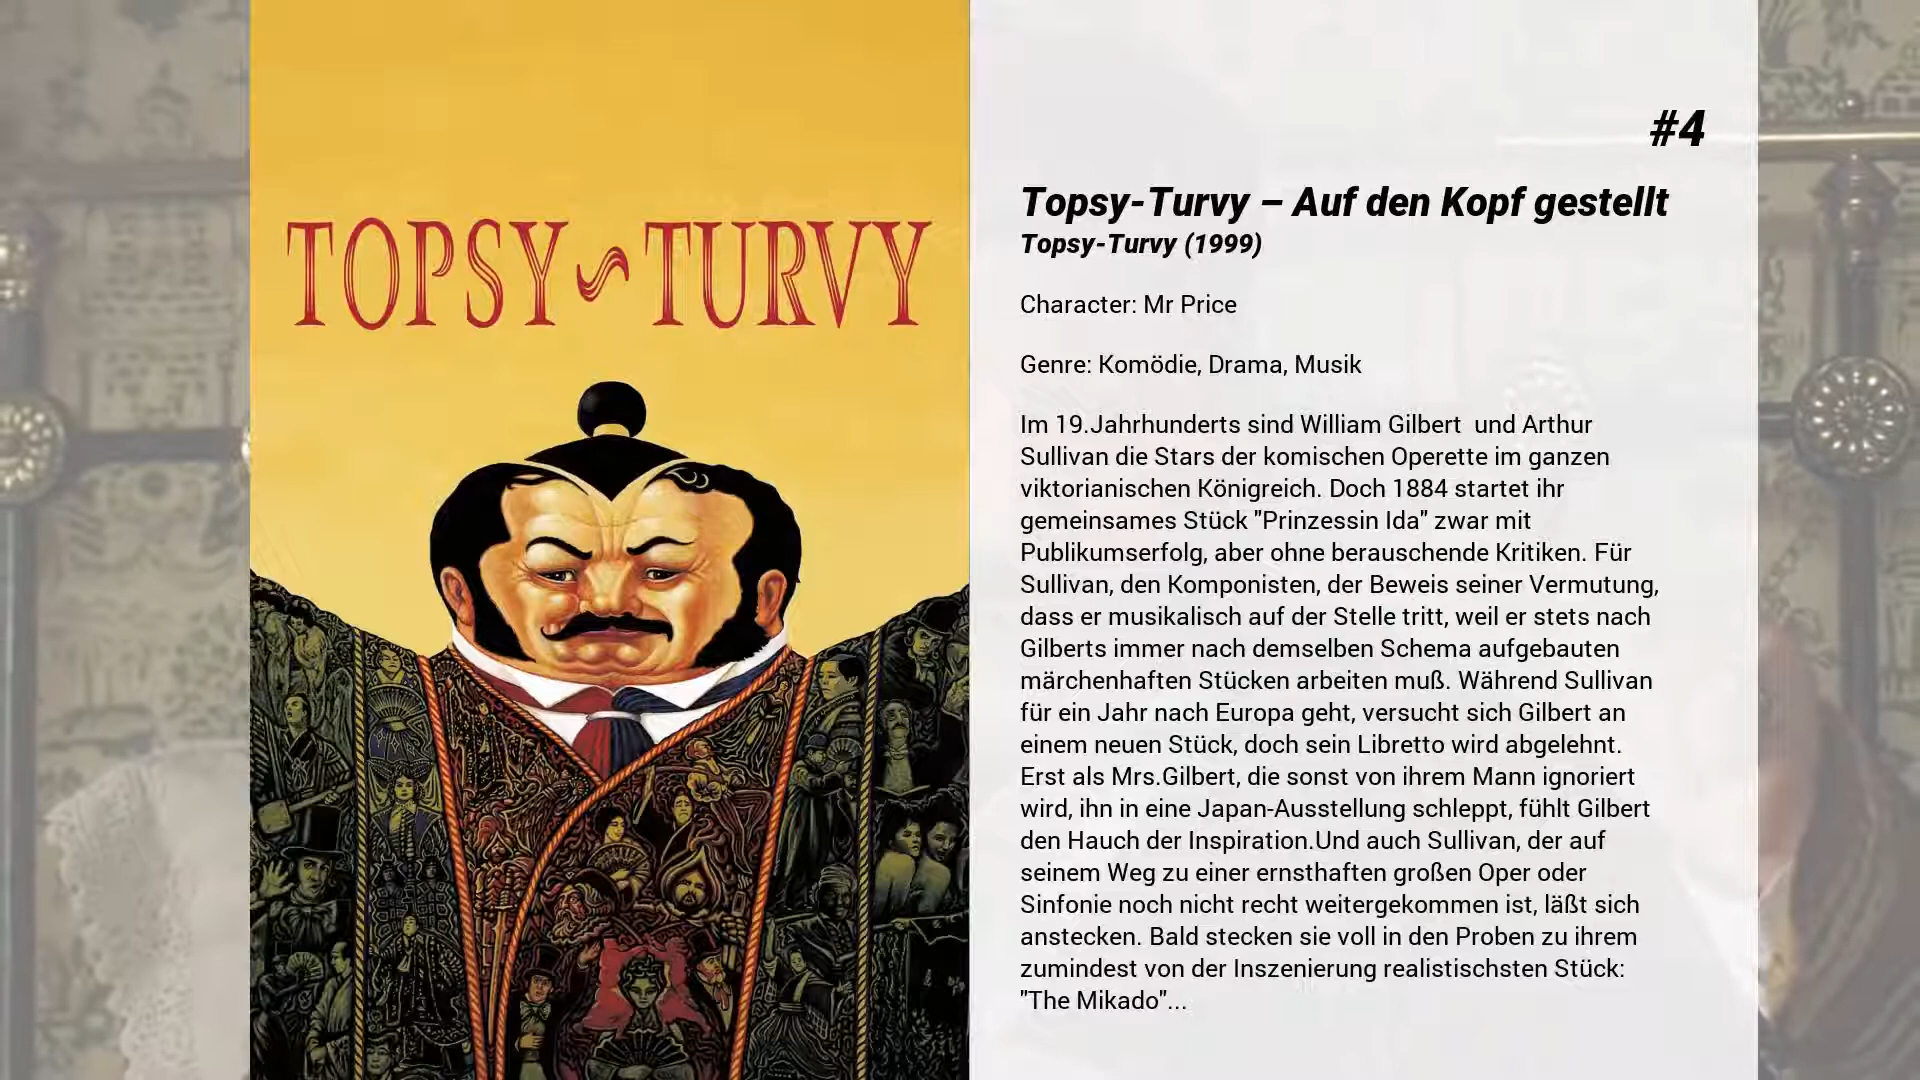 TOPSY~TURVY
#4
Topsy-Turvy – Auf den Kopf gestellt
Topsy-Turvy (1999)
Character: Mr Price
Genre: Komödie, Drama, Musik
Im 19.Jahrhunderts sind William Gilbert  und Arthur
Sullivan die Stars der komischen Operette im ganzen
viktorianischen Königreich. Doch 1884 startet ihr
gemeinsames Stück "Prinzessin Ida" zwar mit
Publikumserfolg, aber ohne berauschende Kritiken. Für
Sullivan, den Komponisten, der Beweis seiner Vermutung,
dass er musikalisch auf der Stelle tritt, weil er stets nach
Gilberts immer nach demselben Schema aufgebauten
märchenhaften Stücken arbeiten muß. Während Sullivan
für ein Jahr nach Europa geht, versucht sich Gilbert an
einem neuen Stück, doch sein Libretto wird abgelehnt.
Erst als Mrs.Gilbert, die sonst von ihrem Mann ignoriert
wird, ihn in eine Japan-Ausstellung schleppt, fühlt Gilbert
den Hauch der Inspiration.Und auch Sullivan, der auf
seinem Weg zu einer ernsthaften großen Oper oder
Sinfonie noch nicht recht weitergekommen ist, läßt sich
anstecken. Bald stecken sie voll in den Proben zu ihrem
zumindest von der Inszenierung realistischsten Stück:
"The Mikado"...